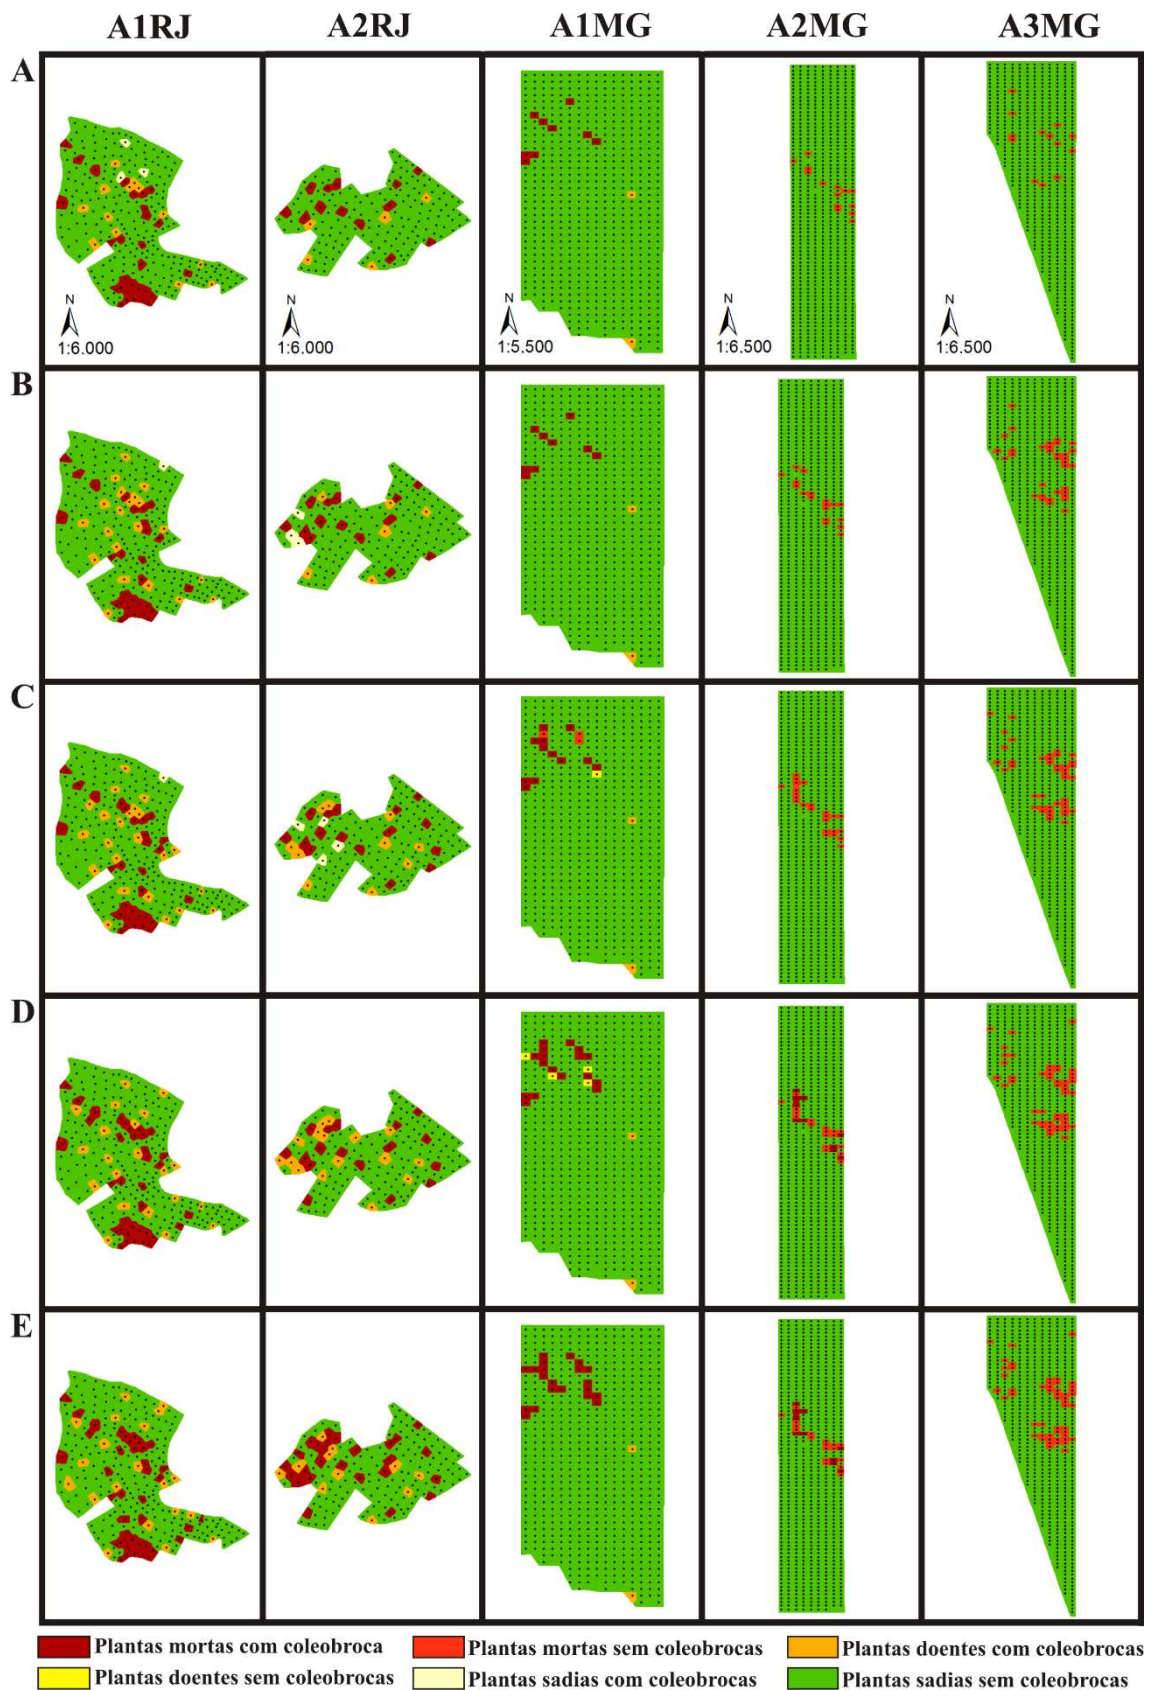 A1RJ A2RJ A1MG A2MG A3MG
A
N N N N N
1:6.000 1:6.000 1:5.500 1:6.500 1:6.500
B
C
D
E
Plantas mortas com coleobroca Plantas mortas sem coleobrocas Plantas doentes com coleobrocas
Plantas doentes sem coleobrocas Plantas sadias com coleobrocas Plantas sadias sem coleobrocas